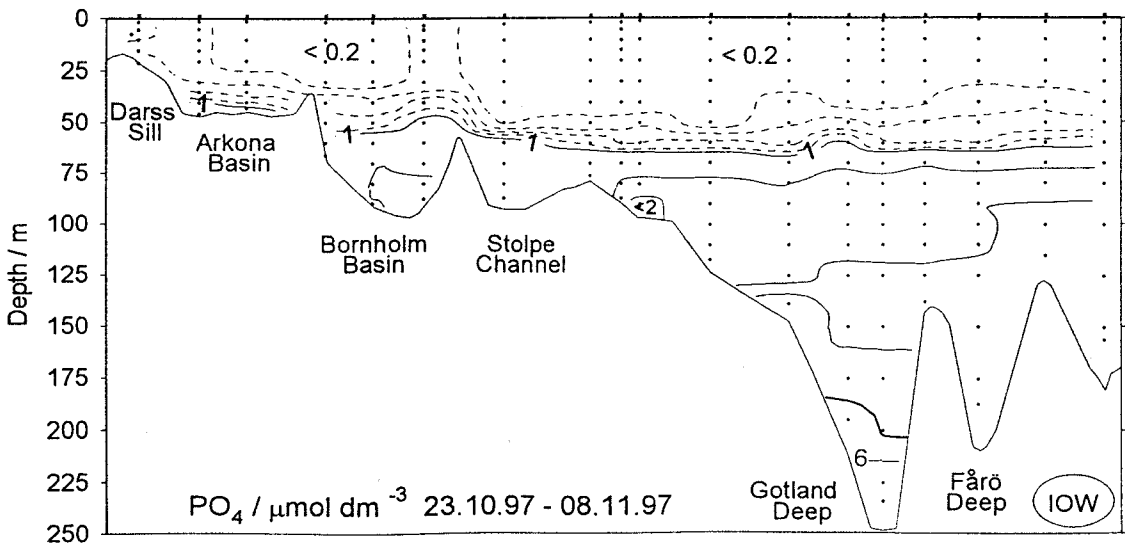 0
25
50
75
100
125
150
175
200
225
250
Depth / m
< 0.2
< 0.2
Darss
Sill
1
Arkona
Basin
1
1
1
<2
Bornholm
Basin
Stolpe
Channel
6
Gotland
Deep
Fårö
Deep
IOW
PO4 / μmol dm -3 23.10.97 - 08.11.97